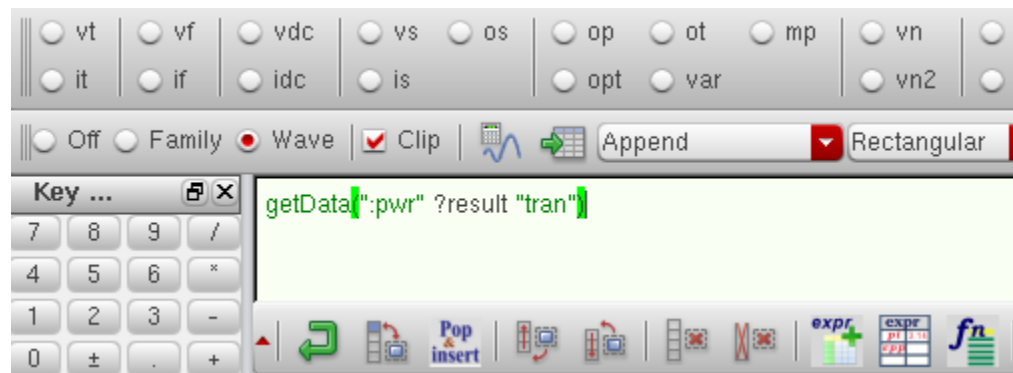 vt vf vdc vs os op ot mp vn
it if idc is opt var vn2
Off Family Wave Clip Append Rectangular
Key ...
getData(":pwr" ?result "tran")
7 8 9 /
4 5 6 *
1 2 3 -
0 ± . +
Pop & insert
expr
expr
fn